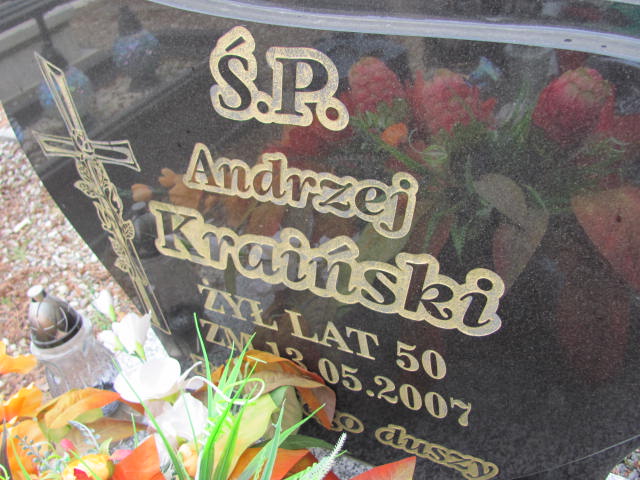 Ś.P.
Andrzej
Kraiński
ŻYŁ LAT 50
ZM. 13.05.2007
duszy